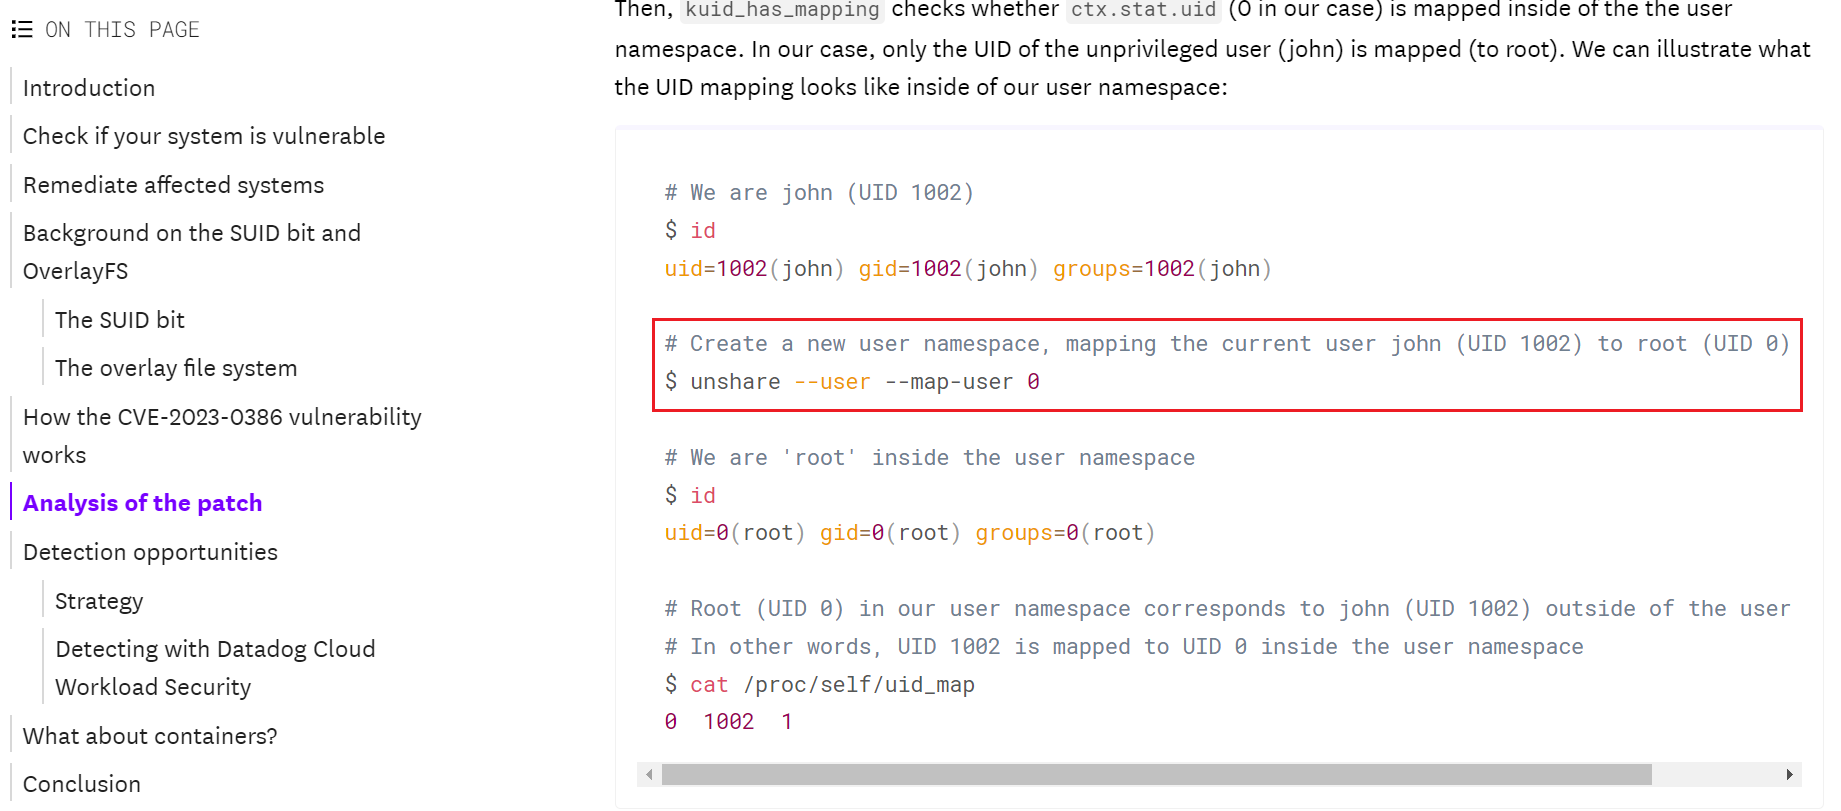 ON THIS PAGE
Introduction
Check if your system is vulnerable
Remediate affected systems
Background on the SUID bit and
OverlayFS
The SUID bit
The overlay file system
How the CVE-2023-0386 vulnerability
works
Analysis of the patch
Detection opportunities
Strategy
Detecting with Datadog Cloud
Workload Security
What about containers?
Conclusion
Then, kuid_has_mapping checks whether ctx.stat.uid (0 in our case) is mapped inside of the the user
namespace. In our case, only the UID of the unprivileged user (john) is mapped (to root). We can illustrate what
the UID mapping looks like inside of our user namespace:
# We are john (UID 1002)
$ id
uid=1002(john) gid=1002(john) groups=1002(john)
# Create a new user namespace, mapping the current user john (UID 1002) to root (UID 0)
$ unshare --user --map-user 0
# We are 'root' inside the user namespace
$ id
uid=0(root) gid=0(root) groups=0(root)
# Root (UID 0) in our user namespace corresponds to john (UID 1002) outside of the user
# In other words, UID 1002 is mapped to UID 0 inside the user namespace
$ cat /proc/self/uid_map
0  1002  1